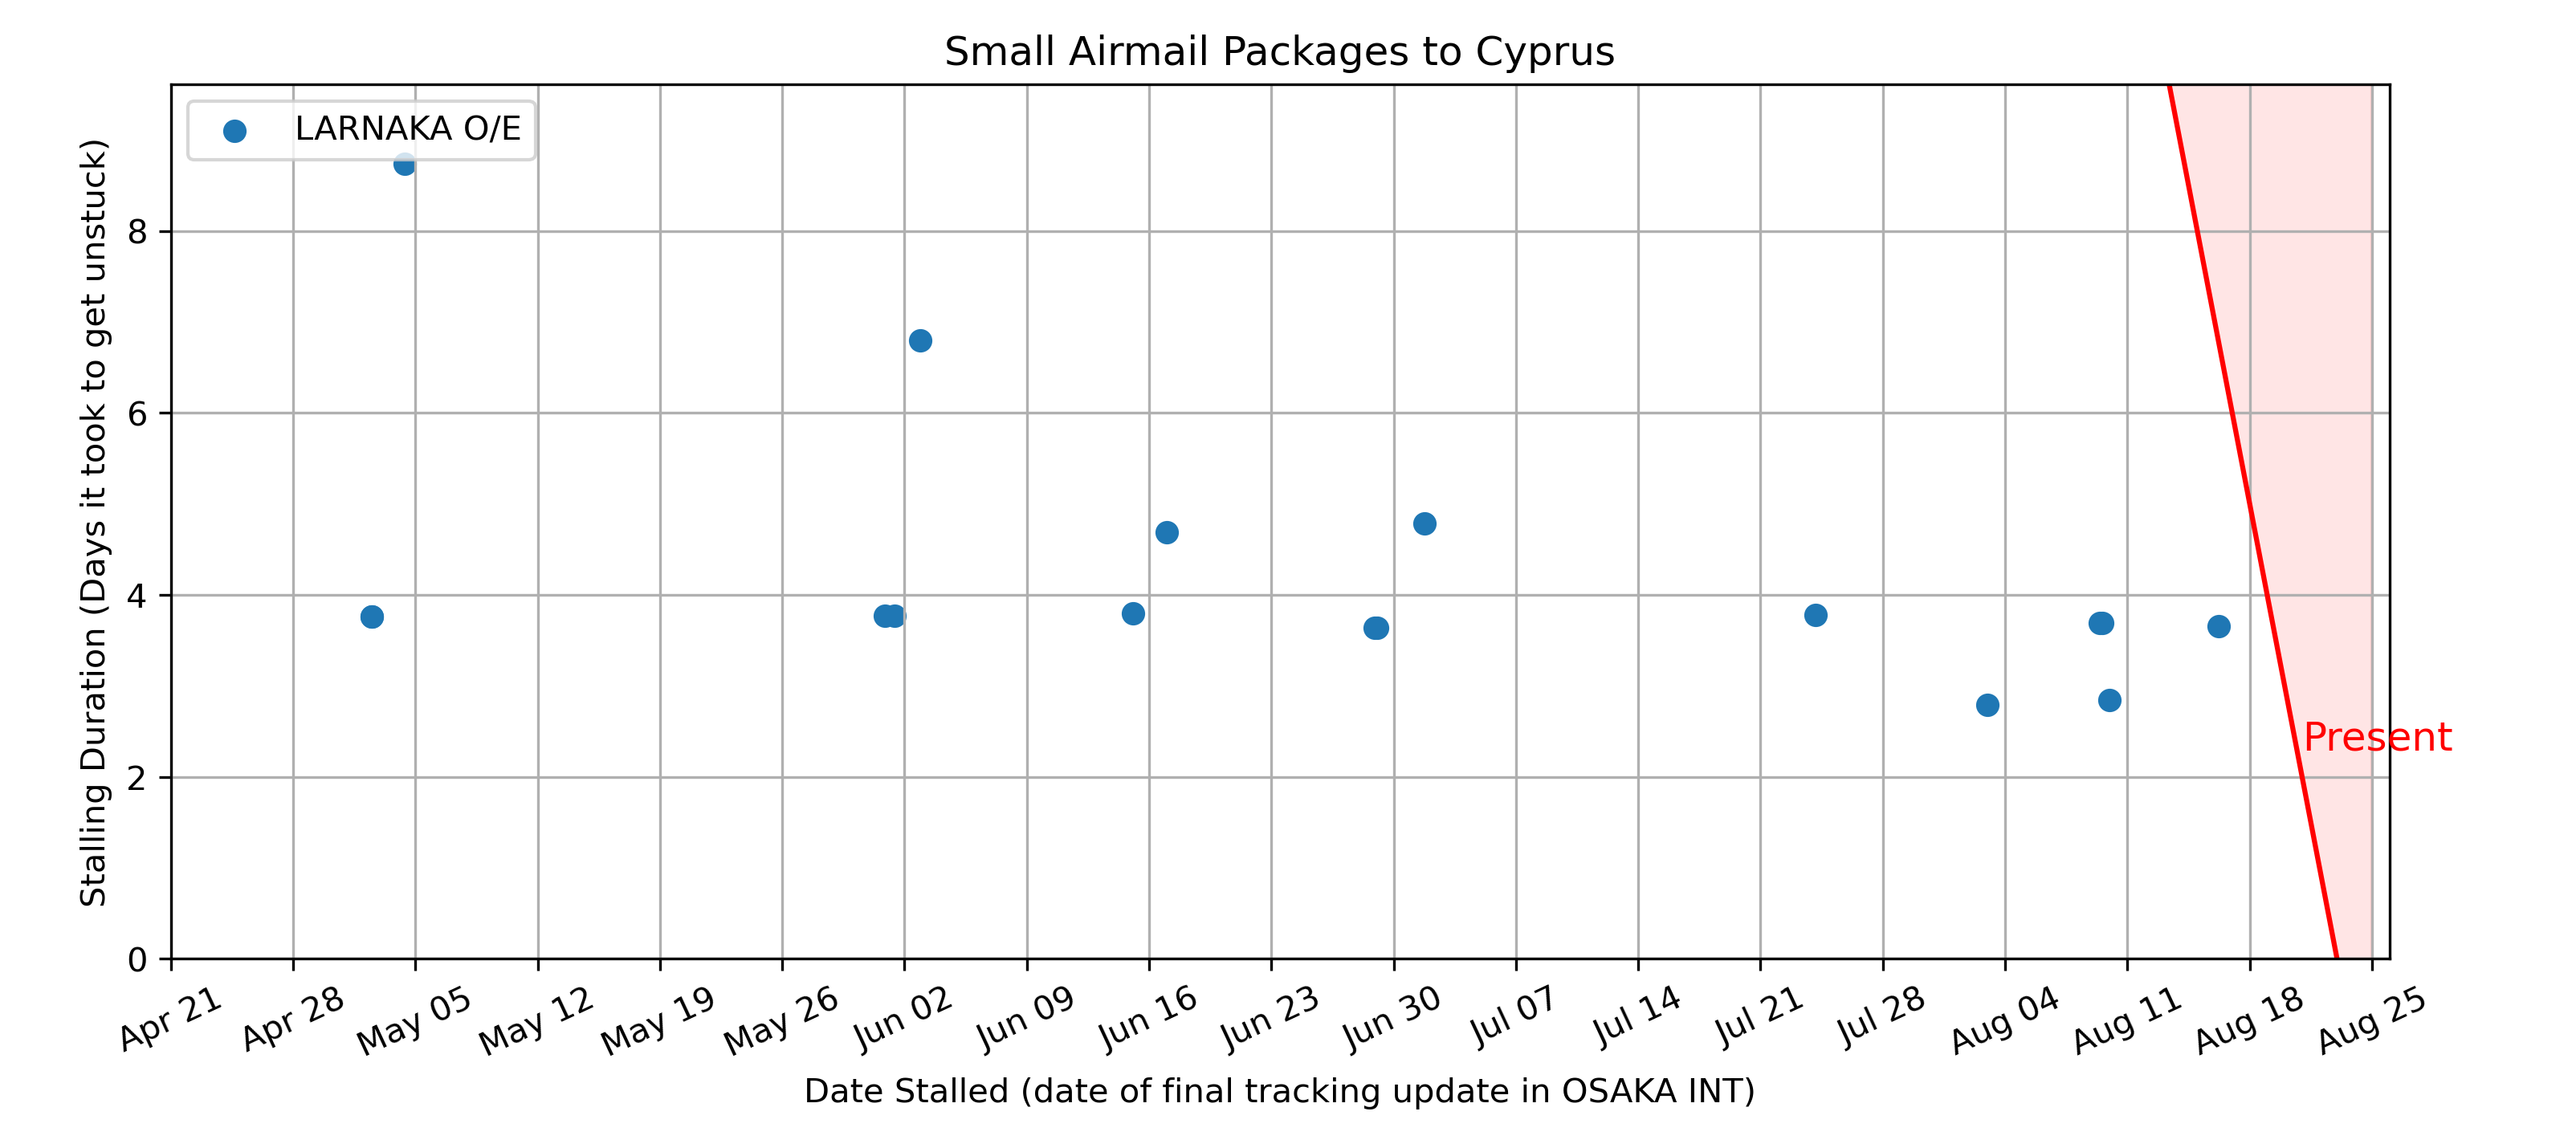 Small Airmail Packages to Cyprus
LARNAKA O/E
Stalling Duration (Days it took to get unstuck)
8
6
4
2
0
Present
Apr 21
Apr 28
May 05
May 12
May 19
May 26
Jun 02
Jun 09
Jun 16
Jun 23
Jun 30
Jul 07
Jul 14
Jul 21
Jul 28
Aug 04
Aug 11
Aug 18
Aug 25
Date Stalled (date of final tracking update in OSAKA INT)